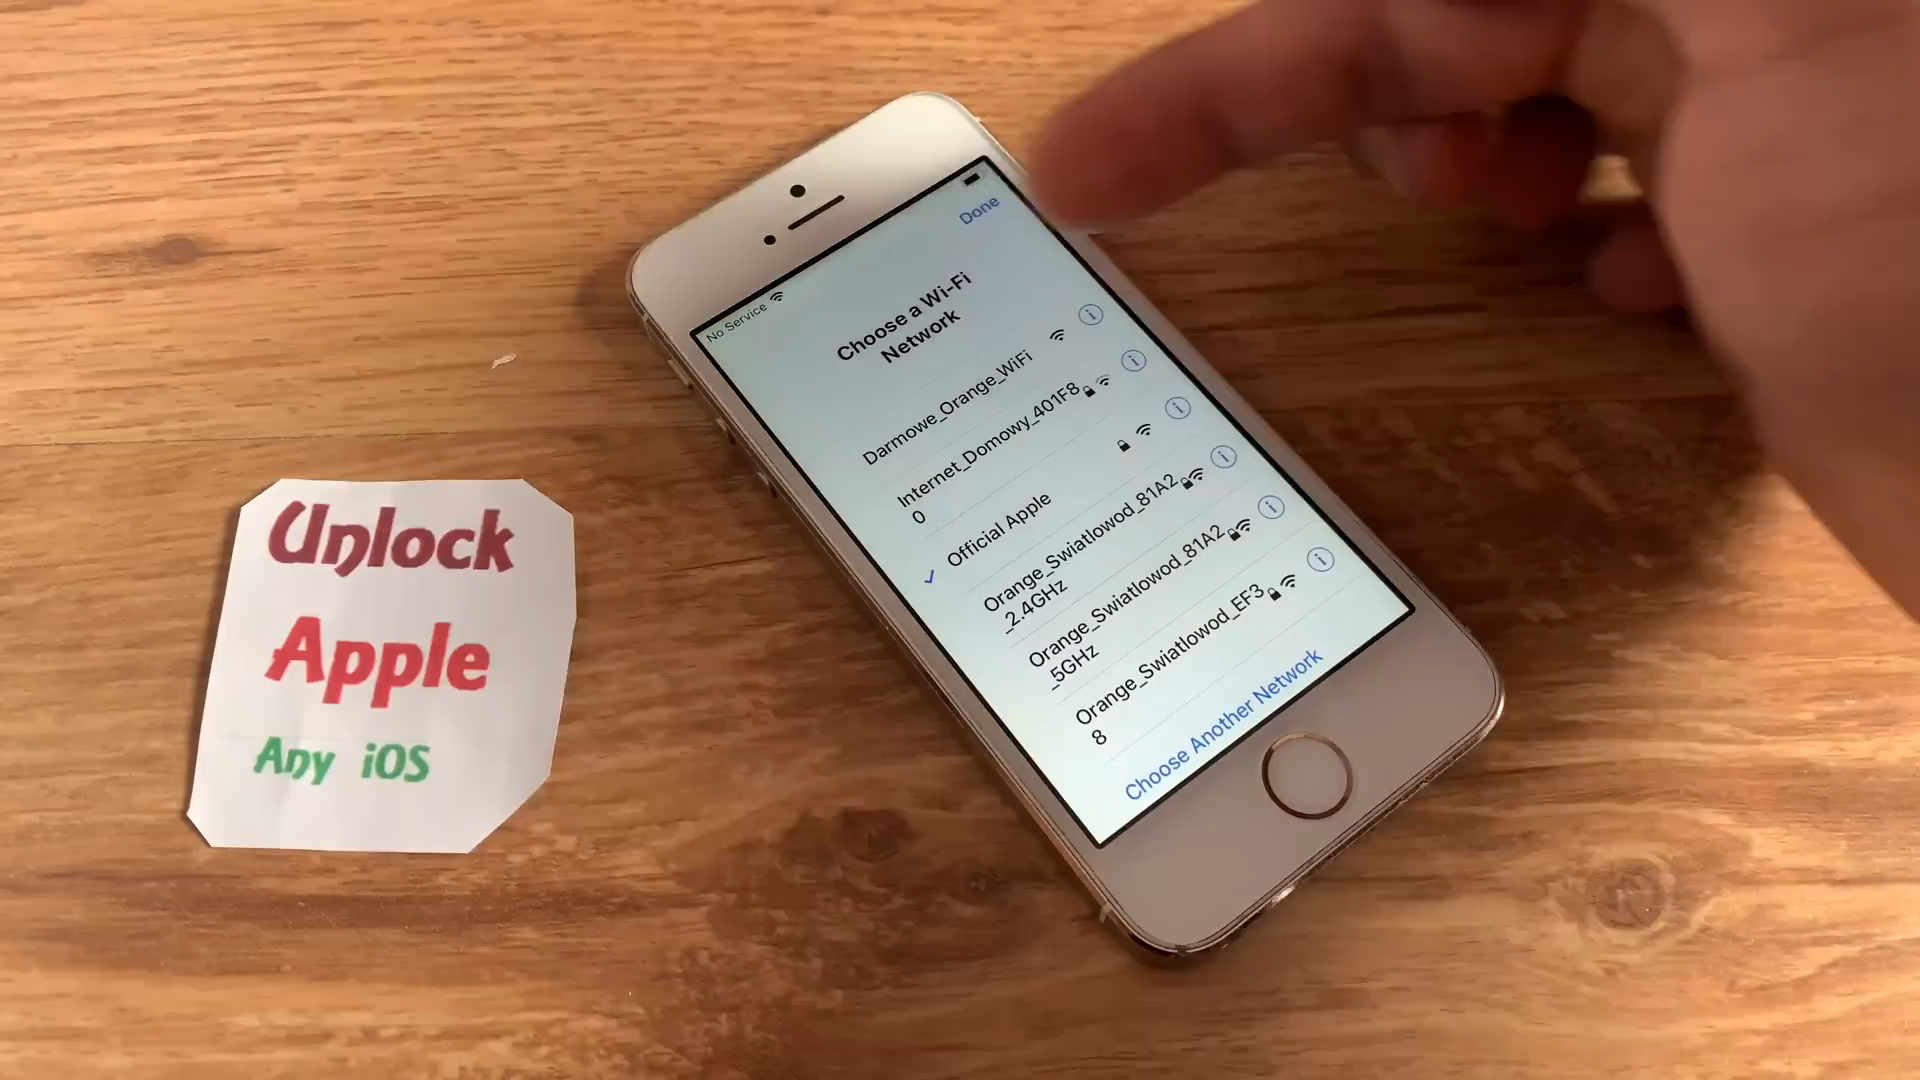 No Service
Done
Choose a Wi-Fi
Network
Darmowe_Orange_WiFi
Internet_Domowy_401F8
0
Official Apple
Orange_Swiatlowod_81A2
_2.4GHz
Orange_Swiatlowod_81A2
_5GHz
Orange_Swiatlowod_EF3
8
Choose Another Network
Unlock
Apple
Any iOS